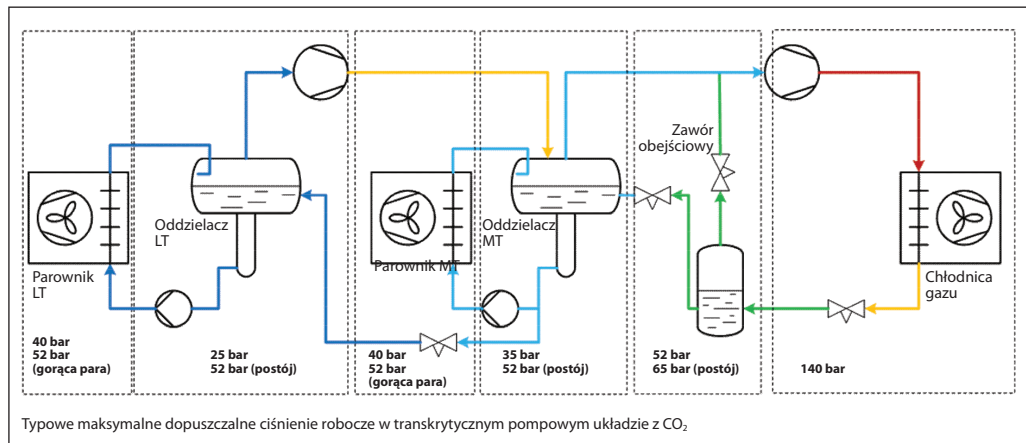 Zawór
obejściowy
Oddzielacz
LT
Oddzielacz
MT
Parownik MT
Parownik
LT
Chłodnica
gazu
40 bar
52 bar
(gorąca para)
25 bar
52 bar (postój)
40 bar
52 bar
(gorąca para)
35 bar
52 bar (postój)
52 bar
65 bar (postój)
140 bar
Typowe maksymalne dopuszczalne ciśnienie robocze w transkrytycznym pompowym układzie z CO₂